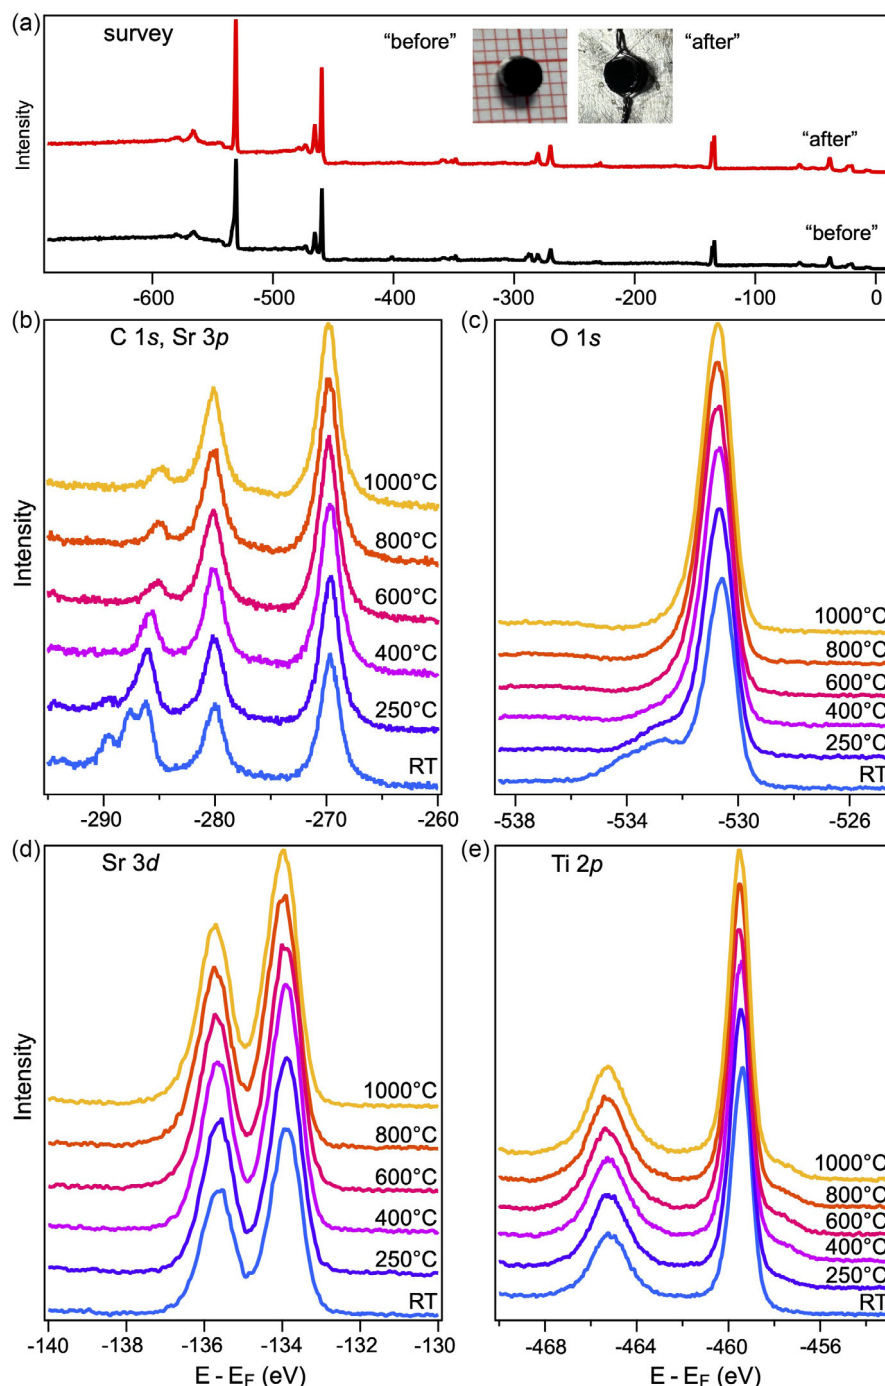 (a)
survey
"before"
"after"
Intensity
"after"
"before"
-600
-500
-400
-300
-200
-100
0
(b)
C 1s, Sr 3p
Intensity
1000°C
800°C
600°C
400°C
250°C
RT
-290
-280
-270
-260
(c)
O 1s
1000°C
800°C
600°C
400°C
250°C
RT
-538
-534
-530
-526
(d)
Sr 3d
Intensity
1000°C
800°C
600°C
400°C
250°C
RT
-140
-138
-136
-134
-132
-130
E - EF (eV)
(e)
Ti 2p
1000°C
800°C
600°C
400°C
250°C
RT
-468
-464
-460
-456
E - EF (eV)